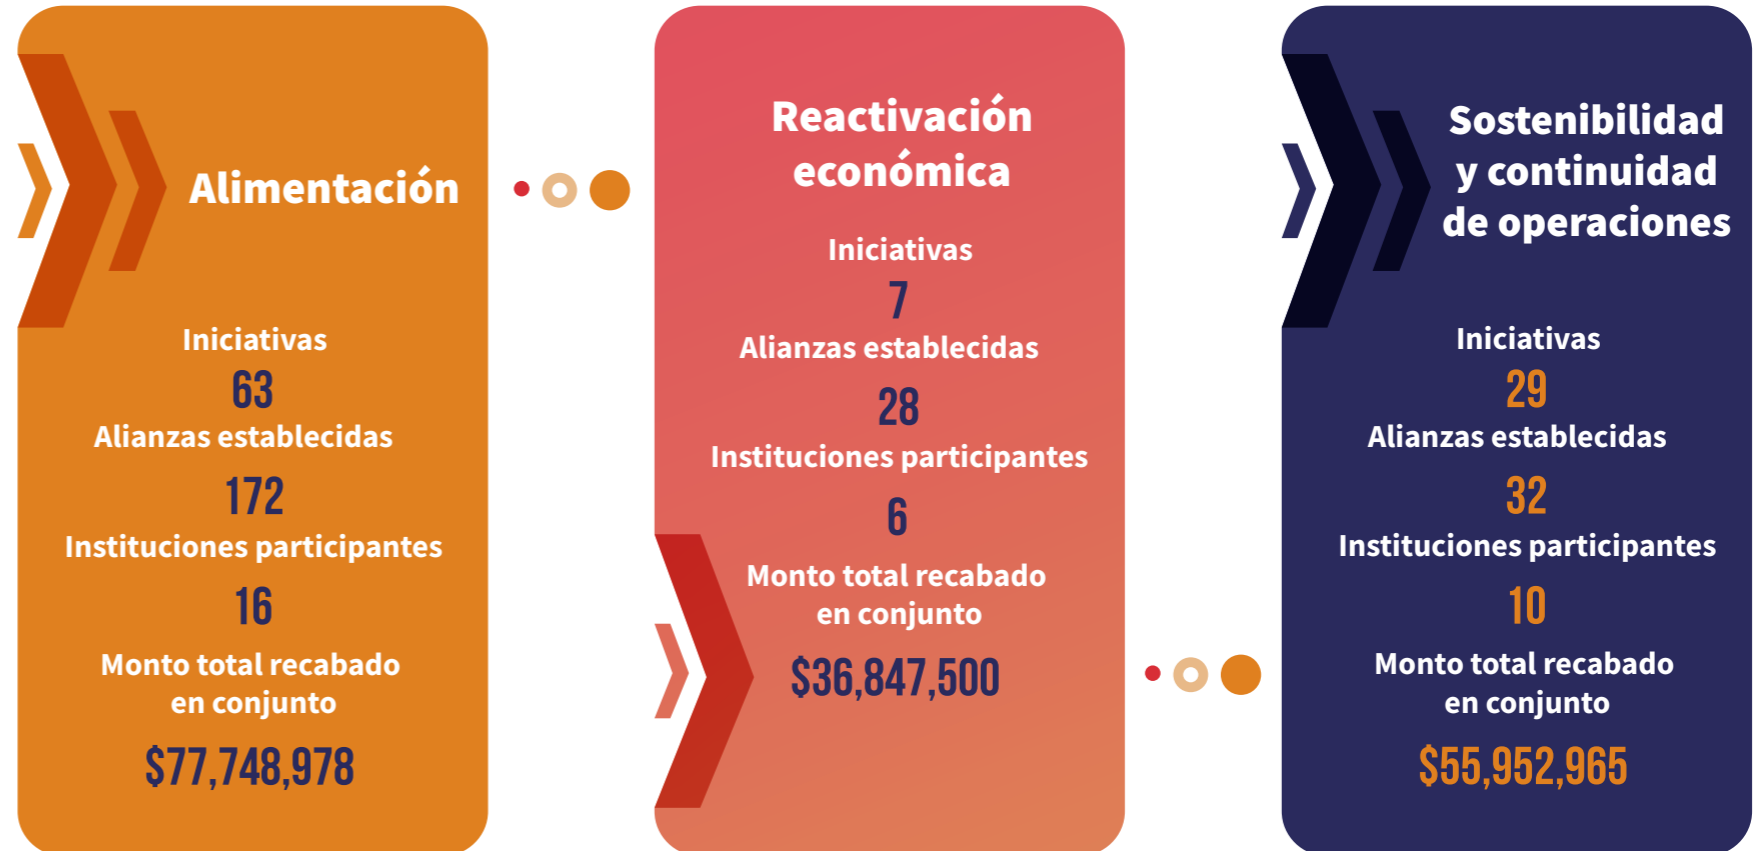 Alimentación
Iniciativas
63
Alianzas establecidas
172
Instituciones participantes
16
Monto total recabado
en conjunto
$77,748,978
Reactivación
económica
Iniciativas
7
Alianzas establecidas
28
Instituciones participantes
6
Monto total recabado
en conjunto
$36,847,500
Sostenibilidad
y continuidad
de operaciones
Iniciativas
29
Alianzas establecidas
32
Instituciones participantes
10
Monto total recabado
en conjunto
$55,952,965